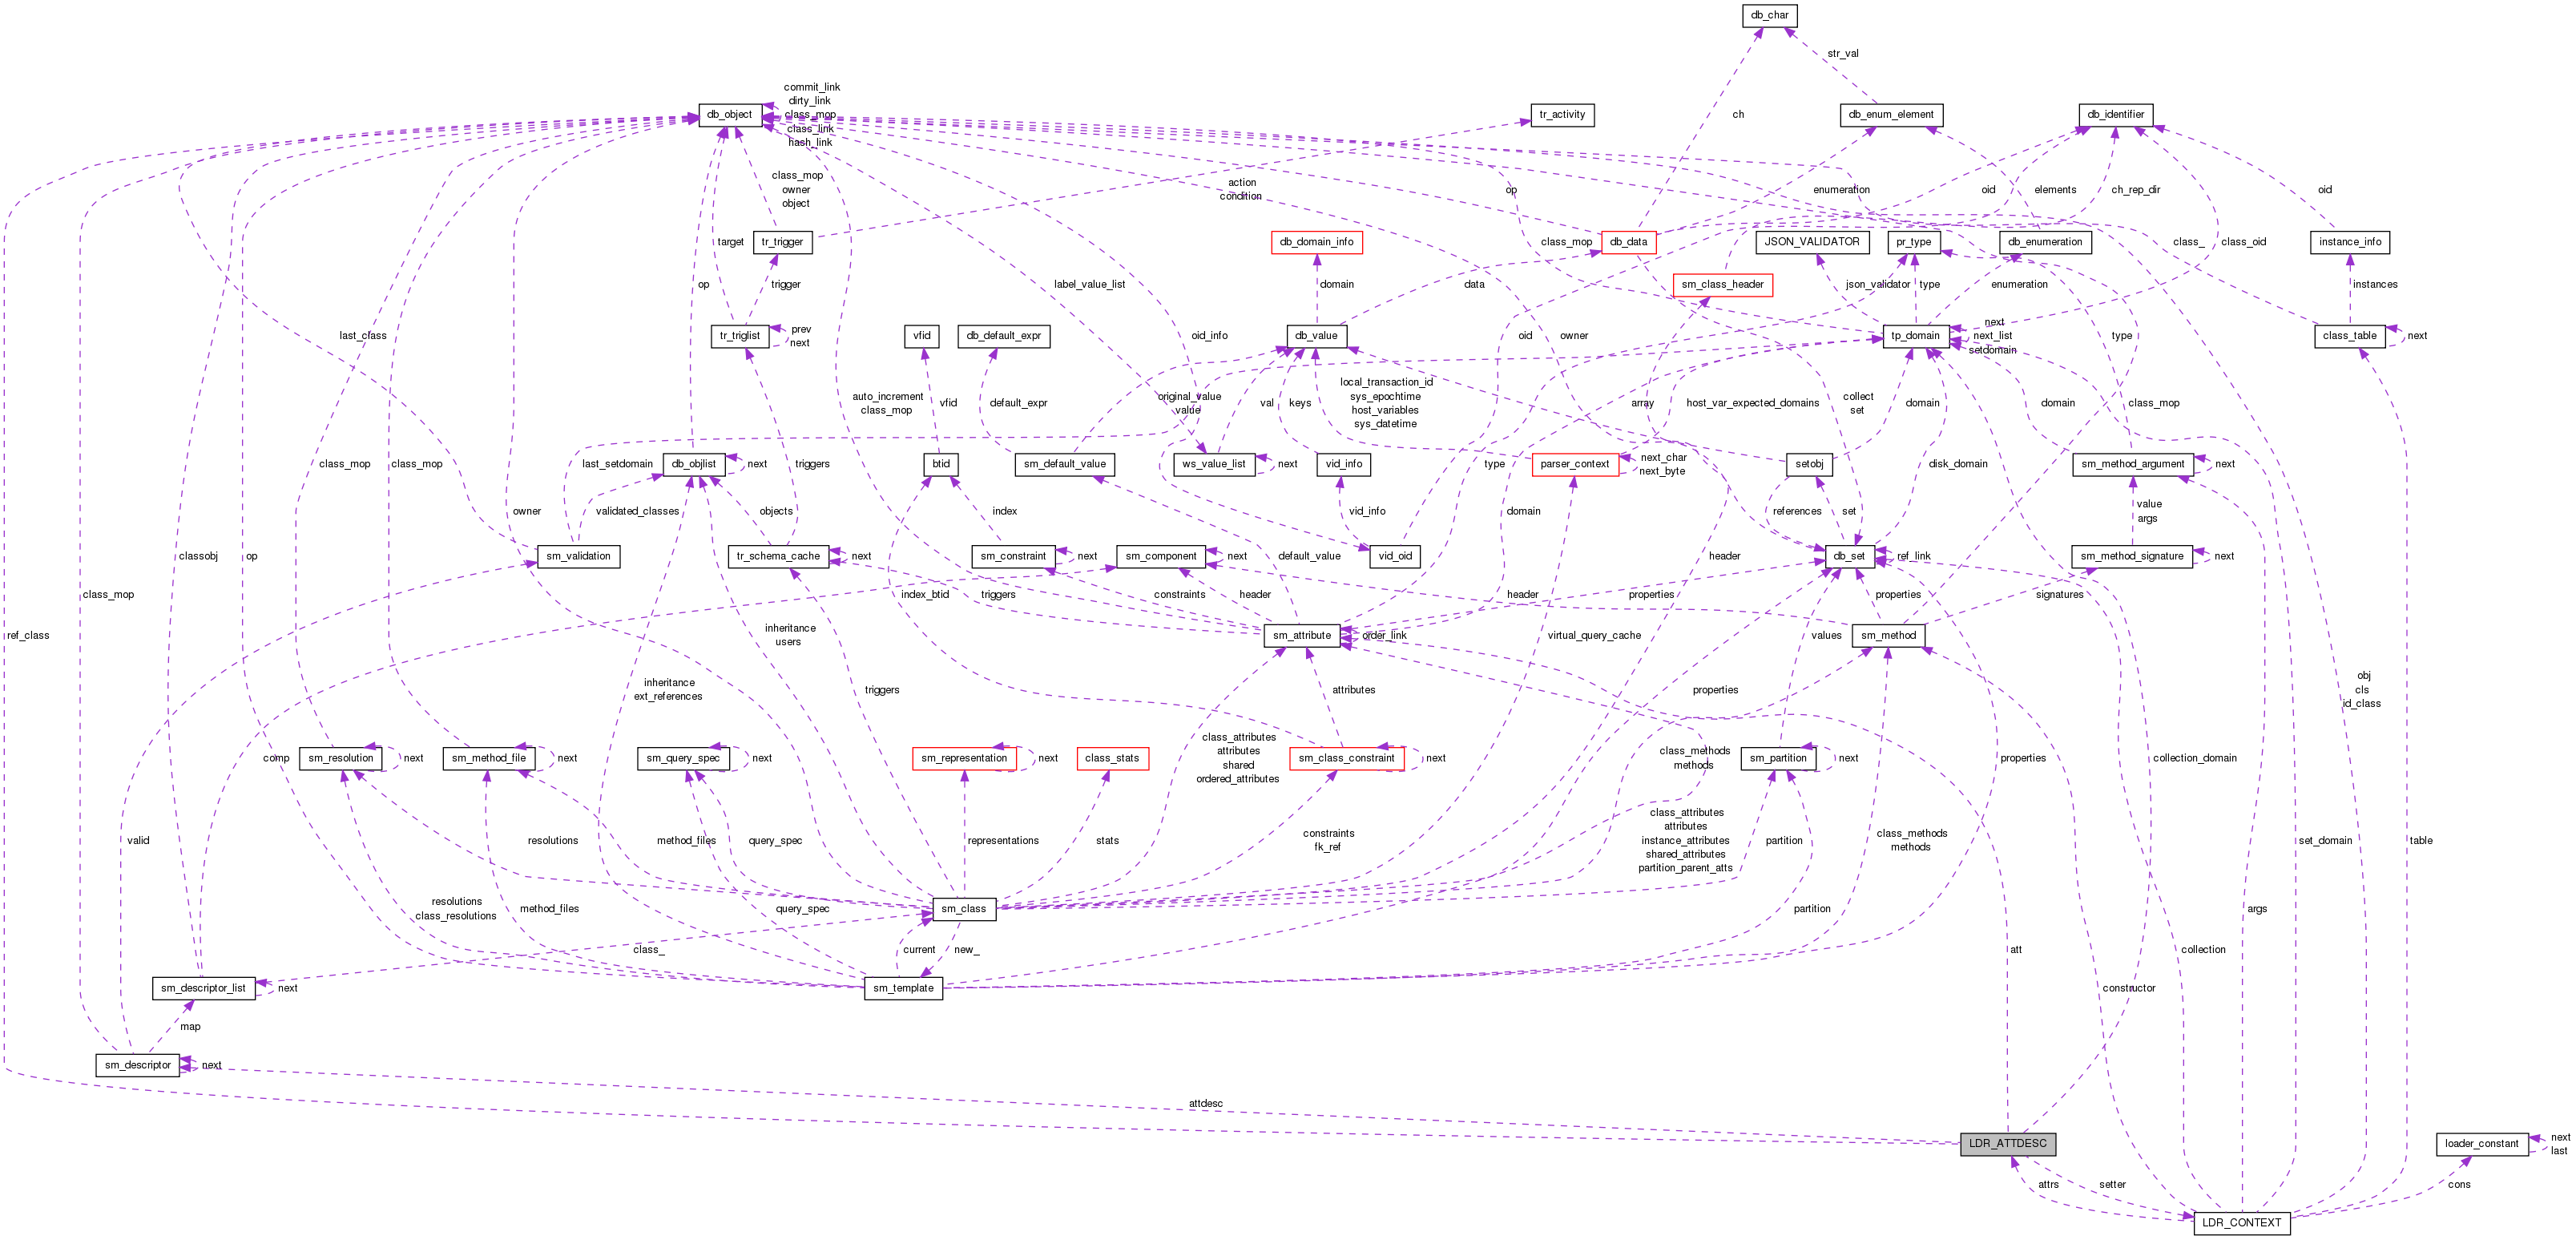 db_char
str_val
commit_link
dirty_link
class_mop
class_link
hash_link
db_object
tr_activity
ch
db_enum_element
db_identifier
class_mop
owner
object
action
condition
op
enumeration
oid
elements
ch_rep_dir
oid
target
tr_trigger
db_domain_info
class_mop
db_data
JSON_VALIDATOR
pr_type
db_enumeration
class_
class_oid
instance_info
op
trigger
label_value_list
domain
data
sm_class_header
json_validator
type
enumeration
instances
last_class
tr_triglist
prev
next
vfid
db_default_expr
oid_info
db_value
oid
owner
tp_domain
next
next_list
setdomain
type
class_table
next
auto_increment
class_mop
vfid
default_expr
original_value
value
val
keys
local_transaction_id
sys_epochtime
host_variables
sys_datetime
array
host_var_expected_domains
collect
set
domain
domain
class_mop
class_mop
class_mop
last_setdomain
db_objlist
next
triggers
btid
sm_default_value
ws_value_list
next
vid_info
type
parser_context
next_char
next_byte
setobj
disk_domain
sm_method_argument
next
owner
validated_classes
objects
index
vid_info
domain
references
set
value
args
classobj
op
sm_validation
tr_schema_cache
next
sm_constraint
next
sm_component
next
default_value
vid_oid
header
db_set
ref_link
sm_method_signature
next
class_mop
ref_class
index_btid
triggers
constraints
header
properties
header
properties
signatures
inheritance
users
sm_attribute
order_link
virtual_query_cache
values
sm_method
inheritance
ext_references
triggers
attributes
properties
obj
cls
id_class
comp
sm_resolution
next
sm_method_file
next
sm_query_spec
next
sm_representation
next
class_stats
class_attributes
attributes
shared
ordered_attributes
sm_class_constraint
next
class_methods
methods
sm_partition
next
properties
collection_domain
valid
resolutions
method_files
query_spec
representations
stats
constraints
fk_ref
class_attributes
attributes
instance_attributes
shared_attributes
partition_parent_atts
partition
class_methods
methods
set_domain
table
resolutions
class_resolutions
method_files
query_spec
sm_class
partition
args
class_
current
new_
att
collection
sm_descriptor_list
next
sm_template
constructor
map
sm_descriptor
next
attdesc
LDR_ATTDESC
loader_constant
next
last
attrs
setter
cons
LDR_CONTEXT